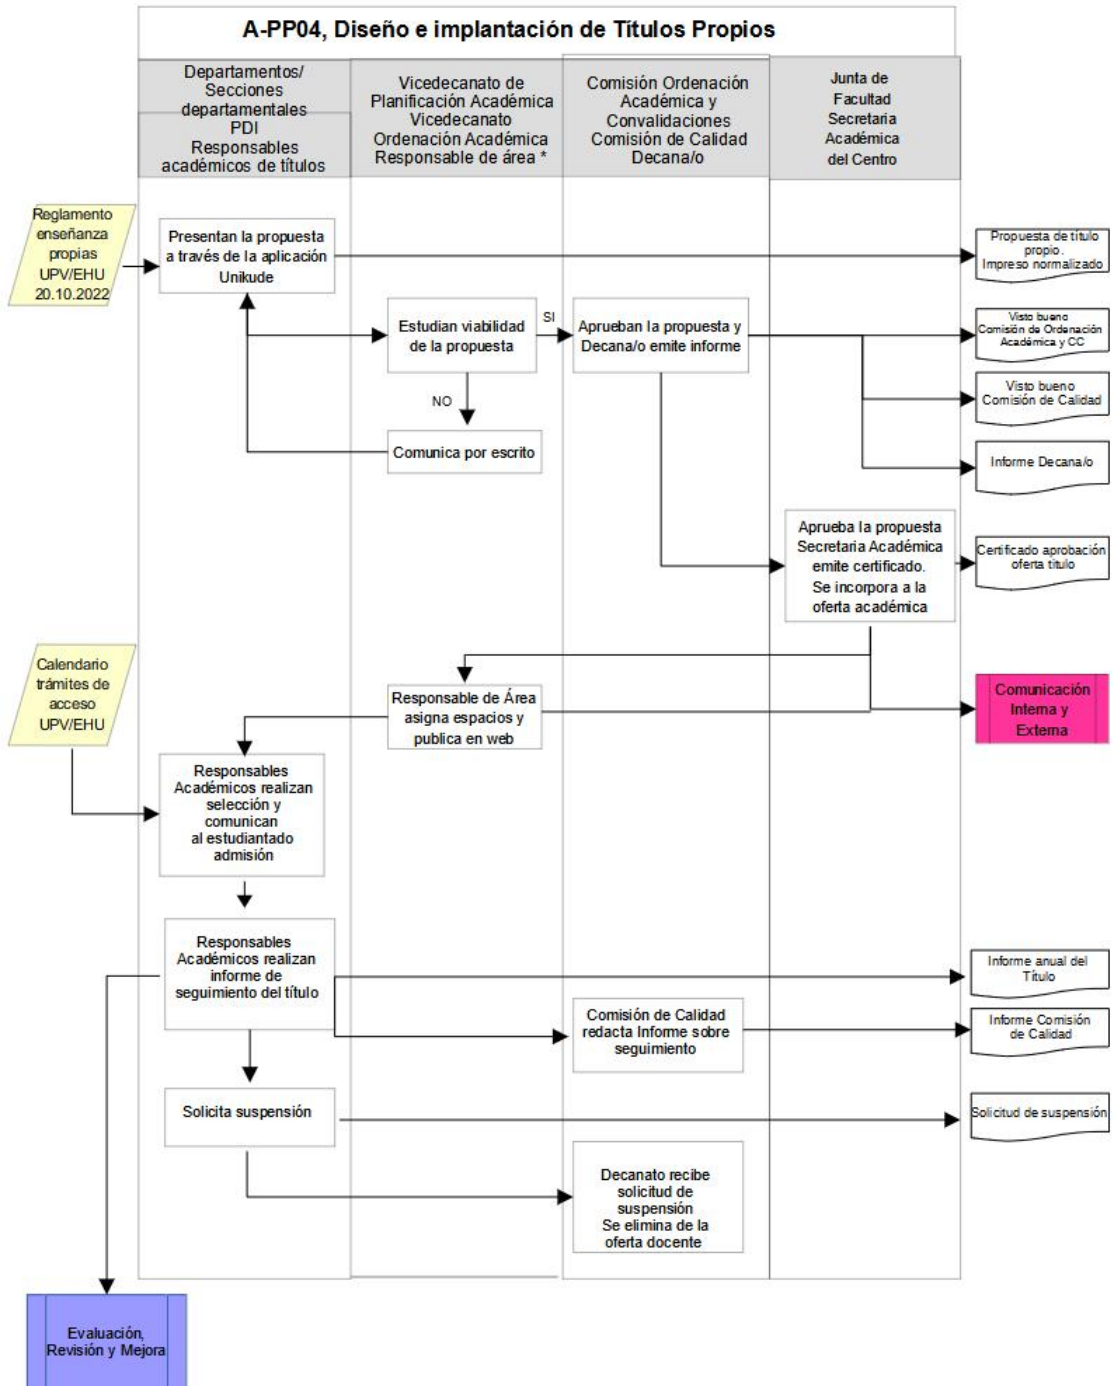 A-PP04, Diseño e implantación de Títulos Propios
Departamentos/
Secciones
departamentales
PDI
Responsables
académicos de títulos
Vicedecanato de
Planificación Académica
Vicedecanato
Ordenación Académica
Responsable de área *
Comisión Ordenación
Académica y
Convalidaciones
Comisión de Calidad
Decana/o
Junta de
Facultad
Secretaria
Académica
del Centro
Reglamento
enseñanza
propias
UPV/EHU
20.10.2022
Presentan la propuesta
a través de la aplicación
Unikude
Propuesta de título
propio.
Impreso normalizado
Estudian viabilidad
de la propuesta
SI
Aprueban la propuesta y
Decana/o emite informe
Visto bueno
Comisión de Ordenación
Académica y CC
Visto bueno
Comisión de Calidad
NO
Comunica por escrito
Informe Decana/o
Aprueba la propuesta
Secretaria Académica
emite certificado.
Se incorpora a la
oferta académica
Certificado aprobación
oferta título
Calendario
trámites de
acceso
UPV/EHU
Responsable de Área
asigna espacios y
publica en web
Comunicación
Interna y
Externa
Responsables
Académicos realizan
selección y
comunican
al estudiantado
admisión
Responsables
Académicos realizan
informe de
seguimiento del título
Informe anual del
Título
Comisión de Calidad
redacta Informe sobre
seguimiento
Informe Comisión
de Calidad
Solicita suspensión
Solicitud de suspensión
Decanato recibe
solicitud de
suspensión
Se elimina de la
oferta docente
Evaluación,
Revisión y Mejora